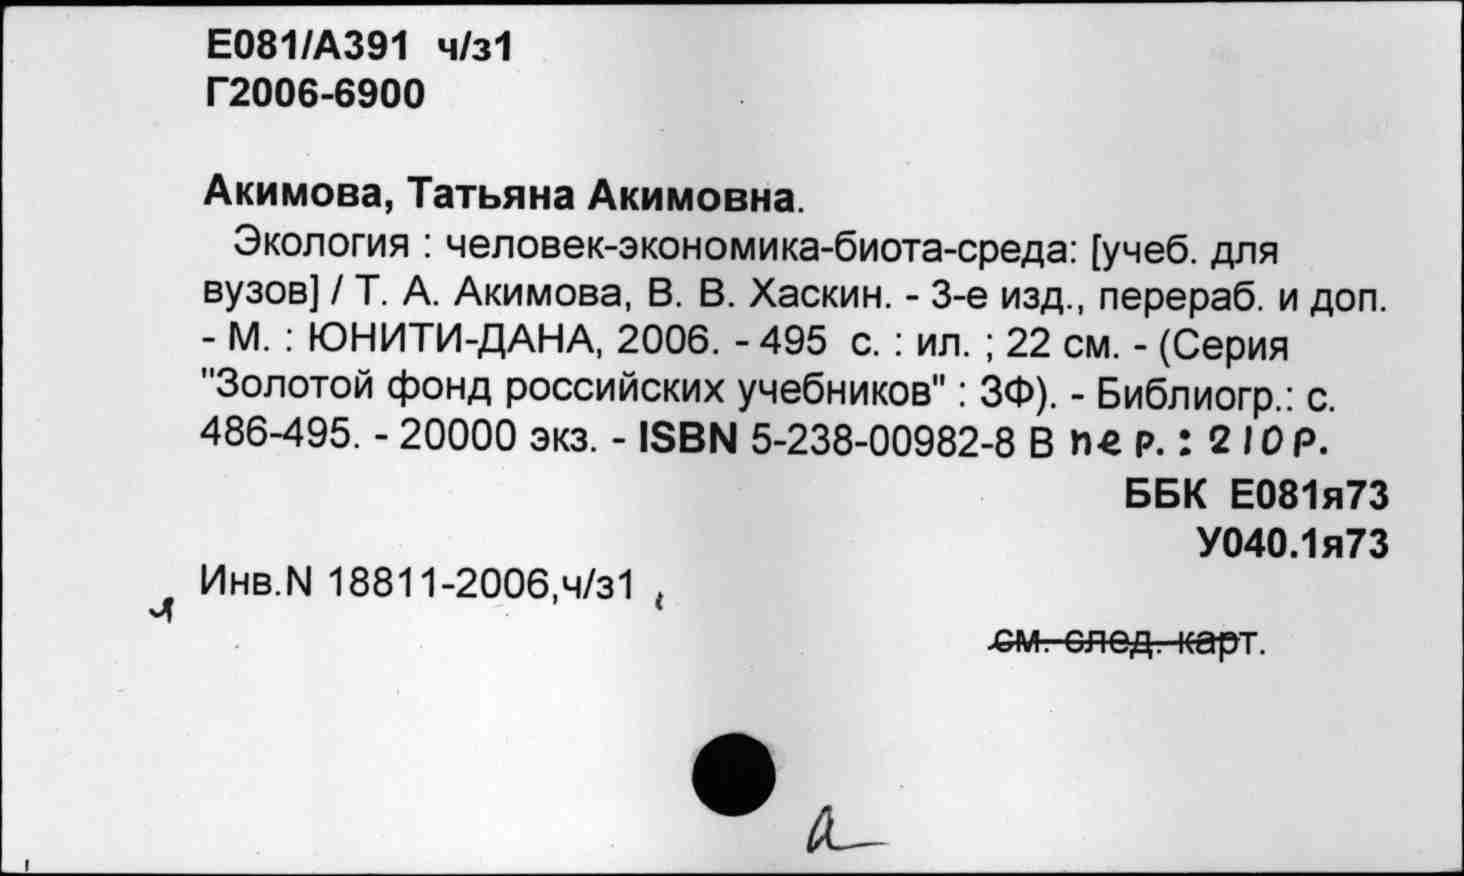 Е081/А391 ч/з1
Г2006-6900
Акимова, Татьяна Акимовна.
Экология : человек-экономика-биота-среда: [учеб. для
вузов] / Т. А. Акимова, В. В. Хаскин. - 3-е изд., перераб. и доп.
- М. : ЮНИТИ-ДАНА, 2006. - 495 с. : ил. ; 22 см. - (Серия
"Золотой фонд российских учебников" : ЗФ). - Библиогр.: с.
486-495. - 20000 экз. - ISBN 5-238-00982-8 В пер. : 210 р.
ББК Е081я73
У040.1я73
Инв.N 18811-2006,ч/з1
см. след. карт.
а